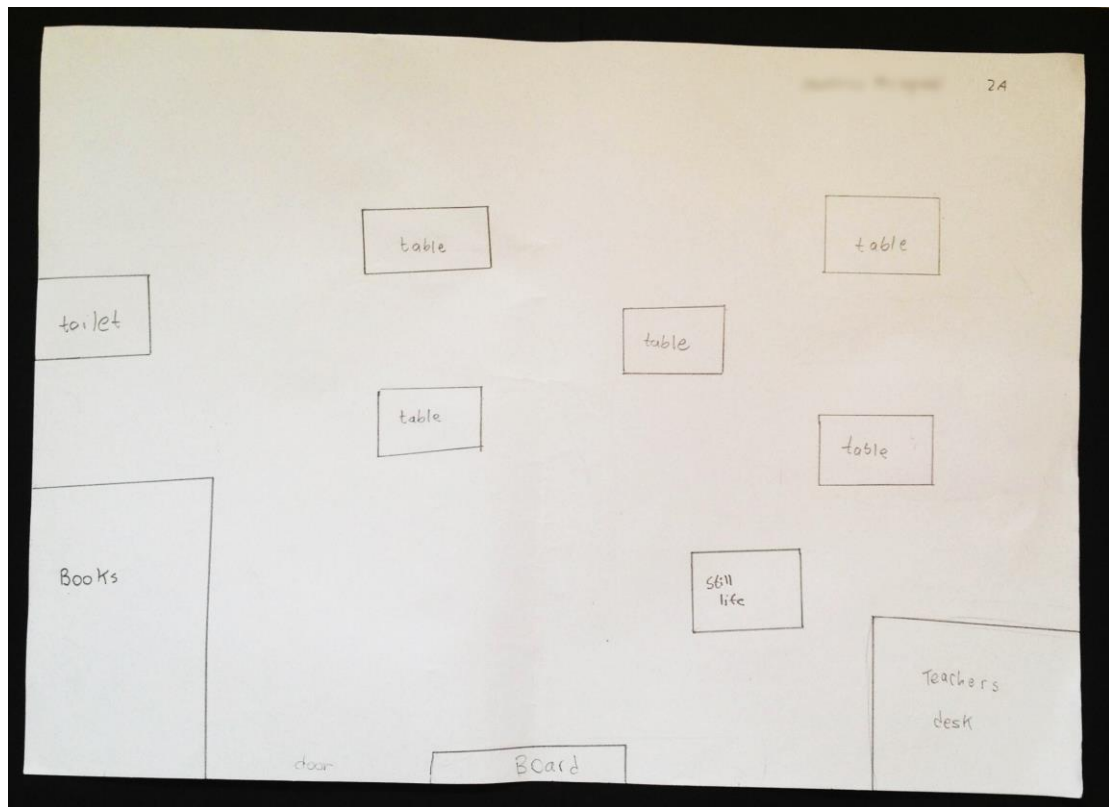 2A
table
table
toilet
table
table
table
Books
still
life
Teachers
desk
door
Board